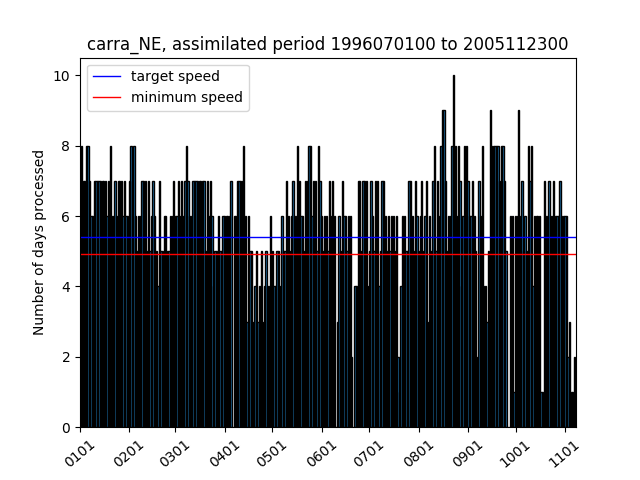 carra_NE, assimilated period 1996070100 to 2005112300
target speed
minimum speed
Number of days processed
10
8
6
4
2
0
0101 0201 0301 0401 0501 0601 0701 0801 0901 1001 1101